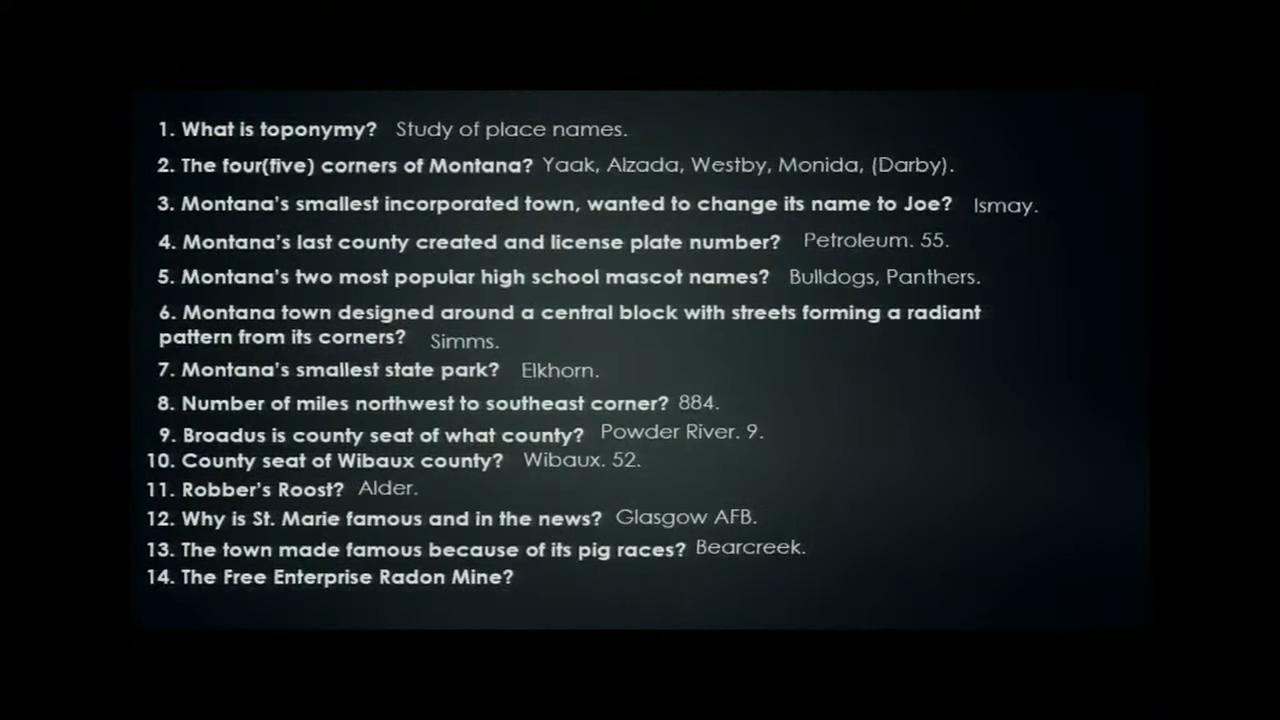 1. What is toponymy? Study of place names.
2. The four(five) corners of Montana? Yaak, Alzada, Westby, Monida, (Darby).
3. Montana's smallest incorporated town, wanted to change its name to Joe? Ismay.
4. Montana's last county created and license plate number? Petroleum. 55.
5. Montana's two most popular high school mascot names? Bulldogs, Panthers.
6. Montana town designed around a central block with streets forming a radiant
pattern from its corners? Simms.
7. Montana's smallest state park? Elkhorn.
8. Number of miles northwest to southeast corner? 884.
9. Broadus is county seat of what county? Powder River. 9.
10. County seat of Wibaux county? Wibaux. 52.
11. Robber's Roost? Alder.
12. Why is St. Marie famous and in the news? Glasgow AFB.
13. The town made famous because of its pig races? Bearcreek.
14. The Free Enterprise Radon Mine?